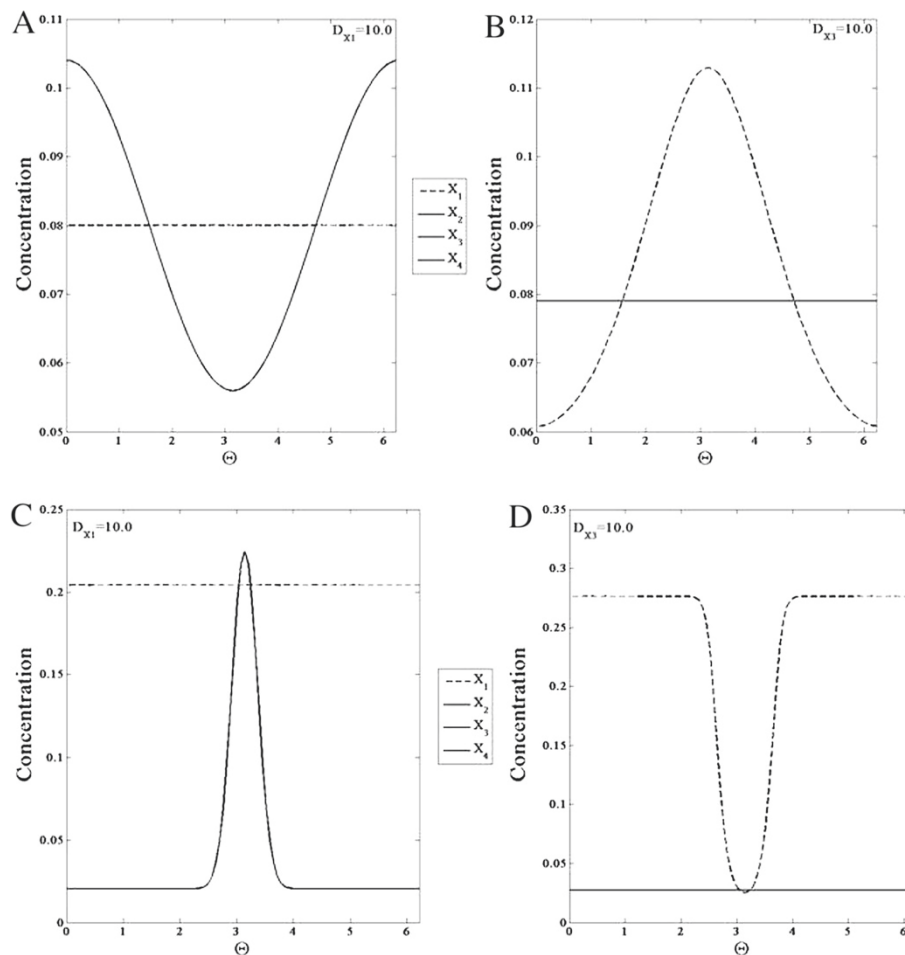 A
B
D_X1=10.0
D_X3=10.0
0.11
0.1
0.09
0.08
0.07
0.06
0.05
Concentration
0 1 2 3 4 5 6
Θ
X_1
X_2
X_3
X_4
0.12
0.11
0.1
0.09
0.08
0.07
0.06
Concentration
0 1 2 3 4 5 6
Θ
C
D
D_X1=10.0
D_X3=10.0
0.25
0.2
0.15
0.1
0.05
0
Concentration
0 1 2 3 4 5 6
Θ
X_1
X_2
X_3
X_4
0.35
0.3
0.25
0.2
0.15
0.1
0.05
0
Concentration
0 1 2 3 4 5 6
Θ